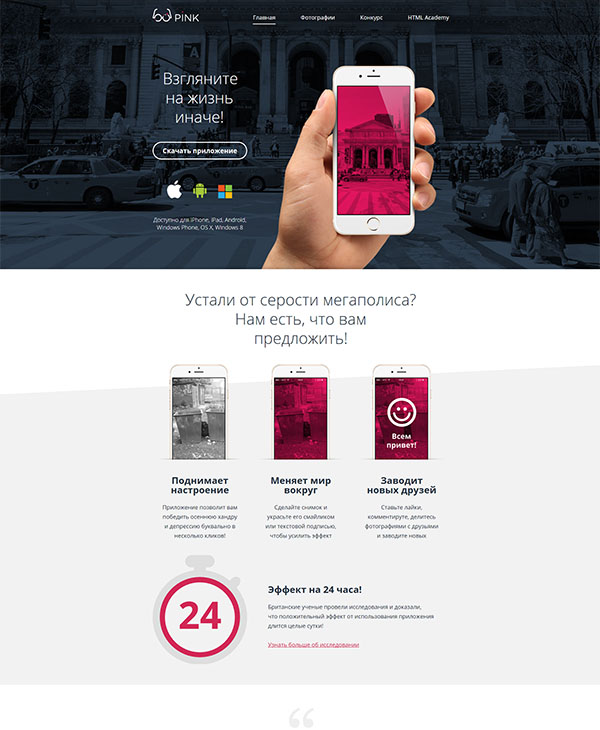 PINK
Главная
Фотографии
Конкурс
HTML Academy
Взгляните
на жизнь
иначе!
Скачать приложение
Доступно для iPhone, iPad, Android,
Windows Phone, OS X, Windows 8
Устали от серости мегаполиса?
Нам есть, что вам
предложить!
Всем
привет!
Поднимает
настроение
Приложение позволит вам
победить осеннюю хандру
и депрессию буквально в
несколько кликов!
Меняет мир
вокруг
Сделайте снимок и
украсьте его смайликом
или текстовой подписью,
чтобы усилить эффект
Заводит
новых друзей
Ставьте лайки,
комментируте, делитесь
фотографиями с друзьями
и заводите новых
24
Эффект на 24 часа!
Британские ученые провели исследования и доказали,
что положительный эффект от использования приложения
длится целые сутки!
Узнать больше об исследовании
“